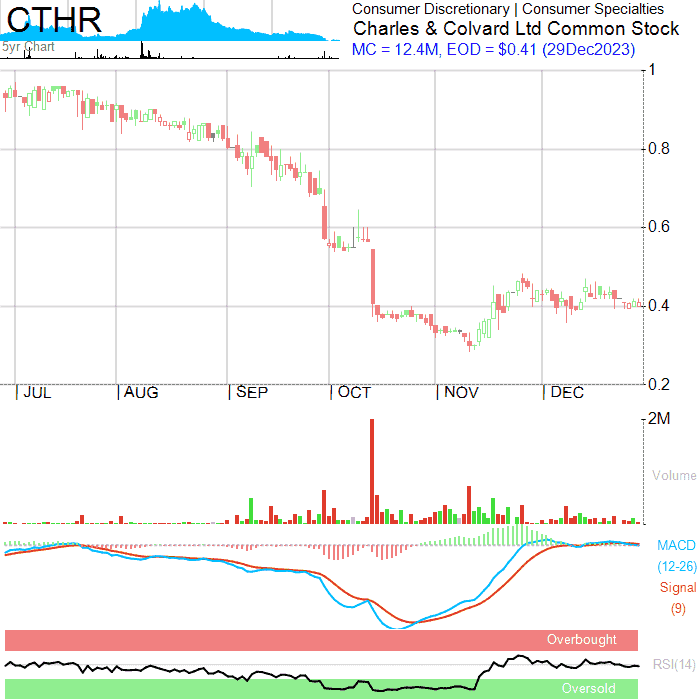 CTHR
5yr Chart
Consumer Discretionary | Consumer Specialties
Charles & Colvard Ltd Common Stock
MC = 12.4M, EOD = $0.41 (29Dec2023)
1
0.8
0.6
0.4
0.2
JUL AUG SEP OCT NOV DEC
2M
Volume
MACD
(12-26)
Signal
(9)
Overbought
RSI(14)
Oversold